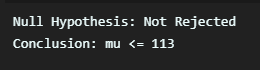 Null Hypothesis: Not Rejected
Conclusion: mu <= 113